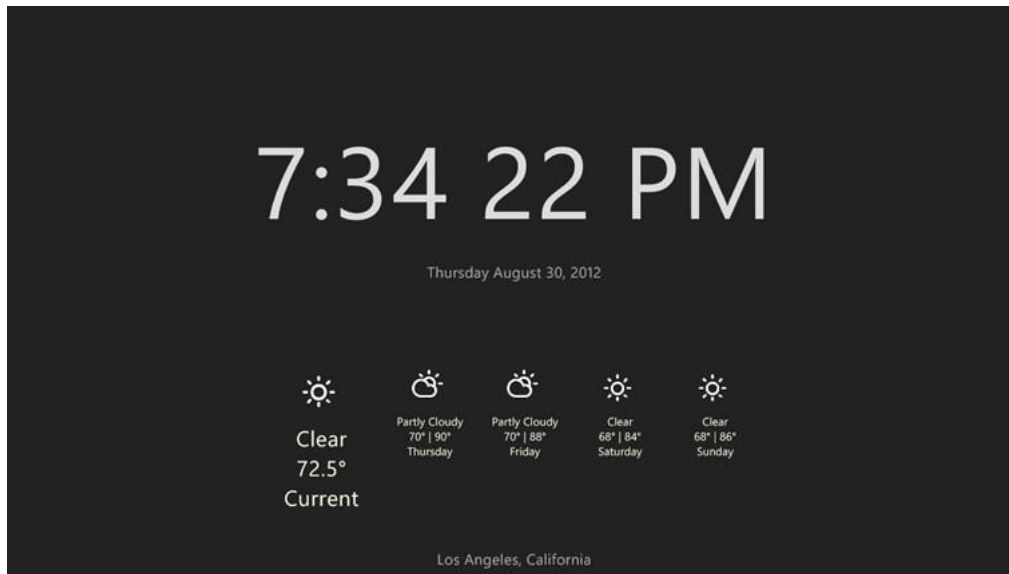 7:34 22 PM
Thursday August 30, 2012
Clear
72.5°
Current
Partly Cloudy
70° | 90°
Thursday
Partly Cloudy
70° | 88°
Friday
Clear
68° | 84°
Saturday
Clear
68° | 86°
Sunday
Los Angeles, California